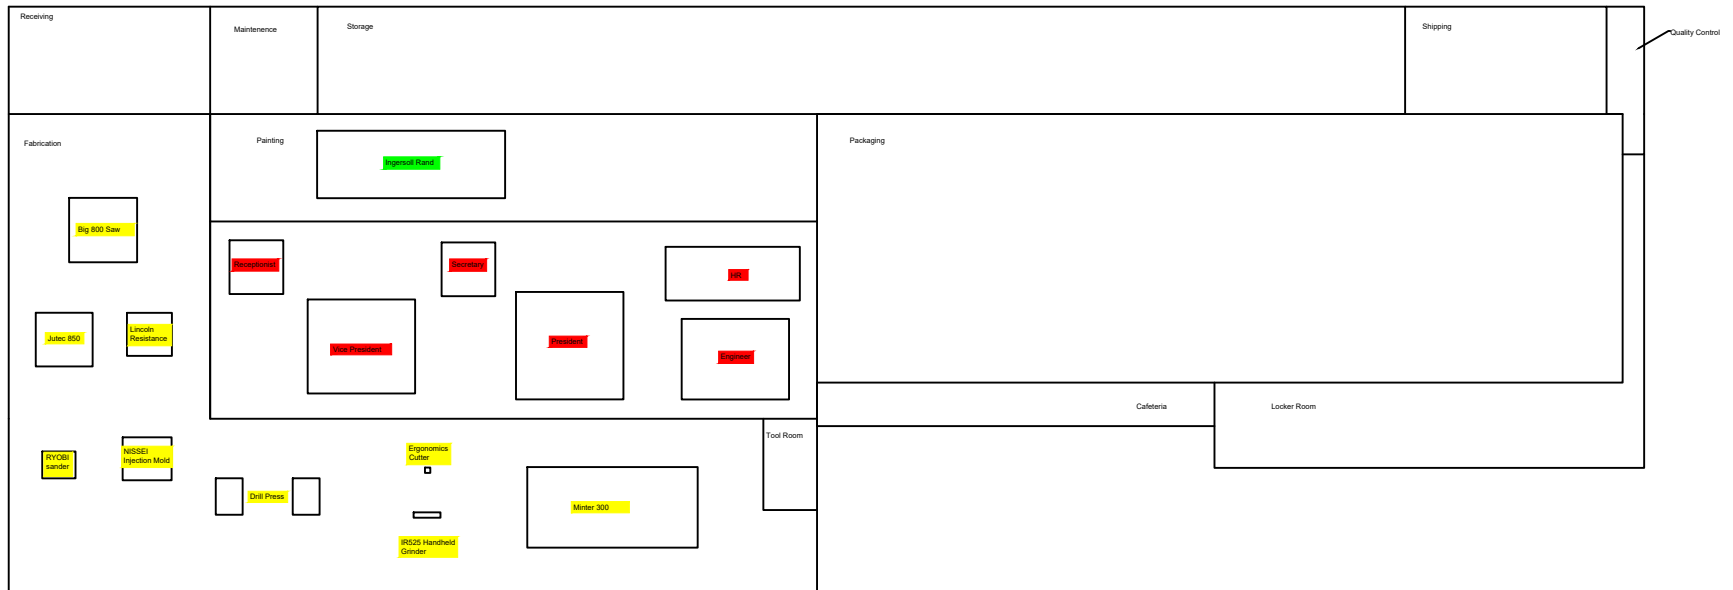 Receiving
Maintenence
Storage
Shipping
Quality Control
Fabrication
Painting
Packaging
Ingersoll Rand
Big 800 Saw
Receptionist
Secretary
HR
Jutec 850
Lincoln
Resistance
Vice President
President
Engineer
Cafeteria
Locker Room
Tool Room
RYOBI
sander
NISSEI
Injection Mold
Ergonomics
Cutter
Drill Press
Minter 300
IR525 Handheld
Grinder